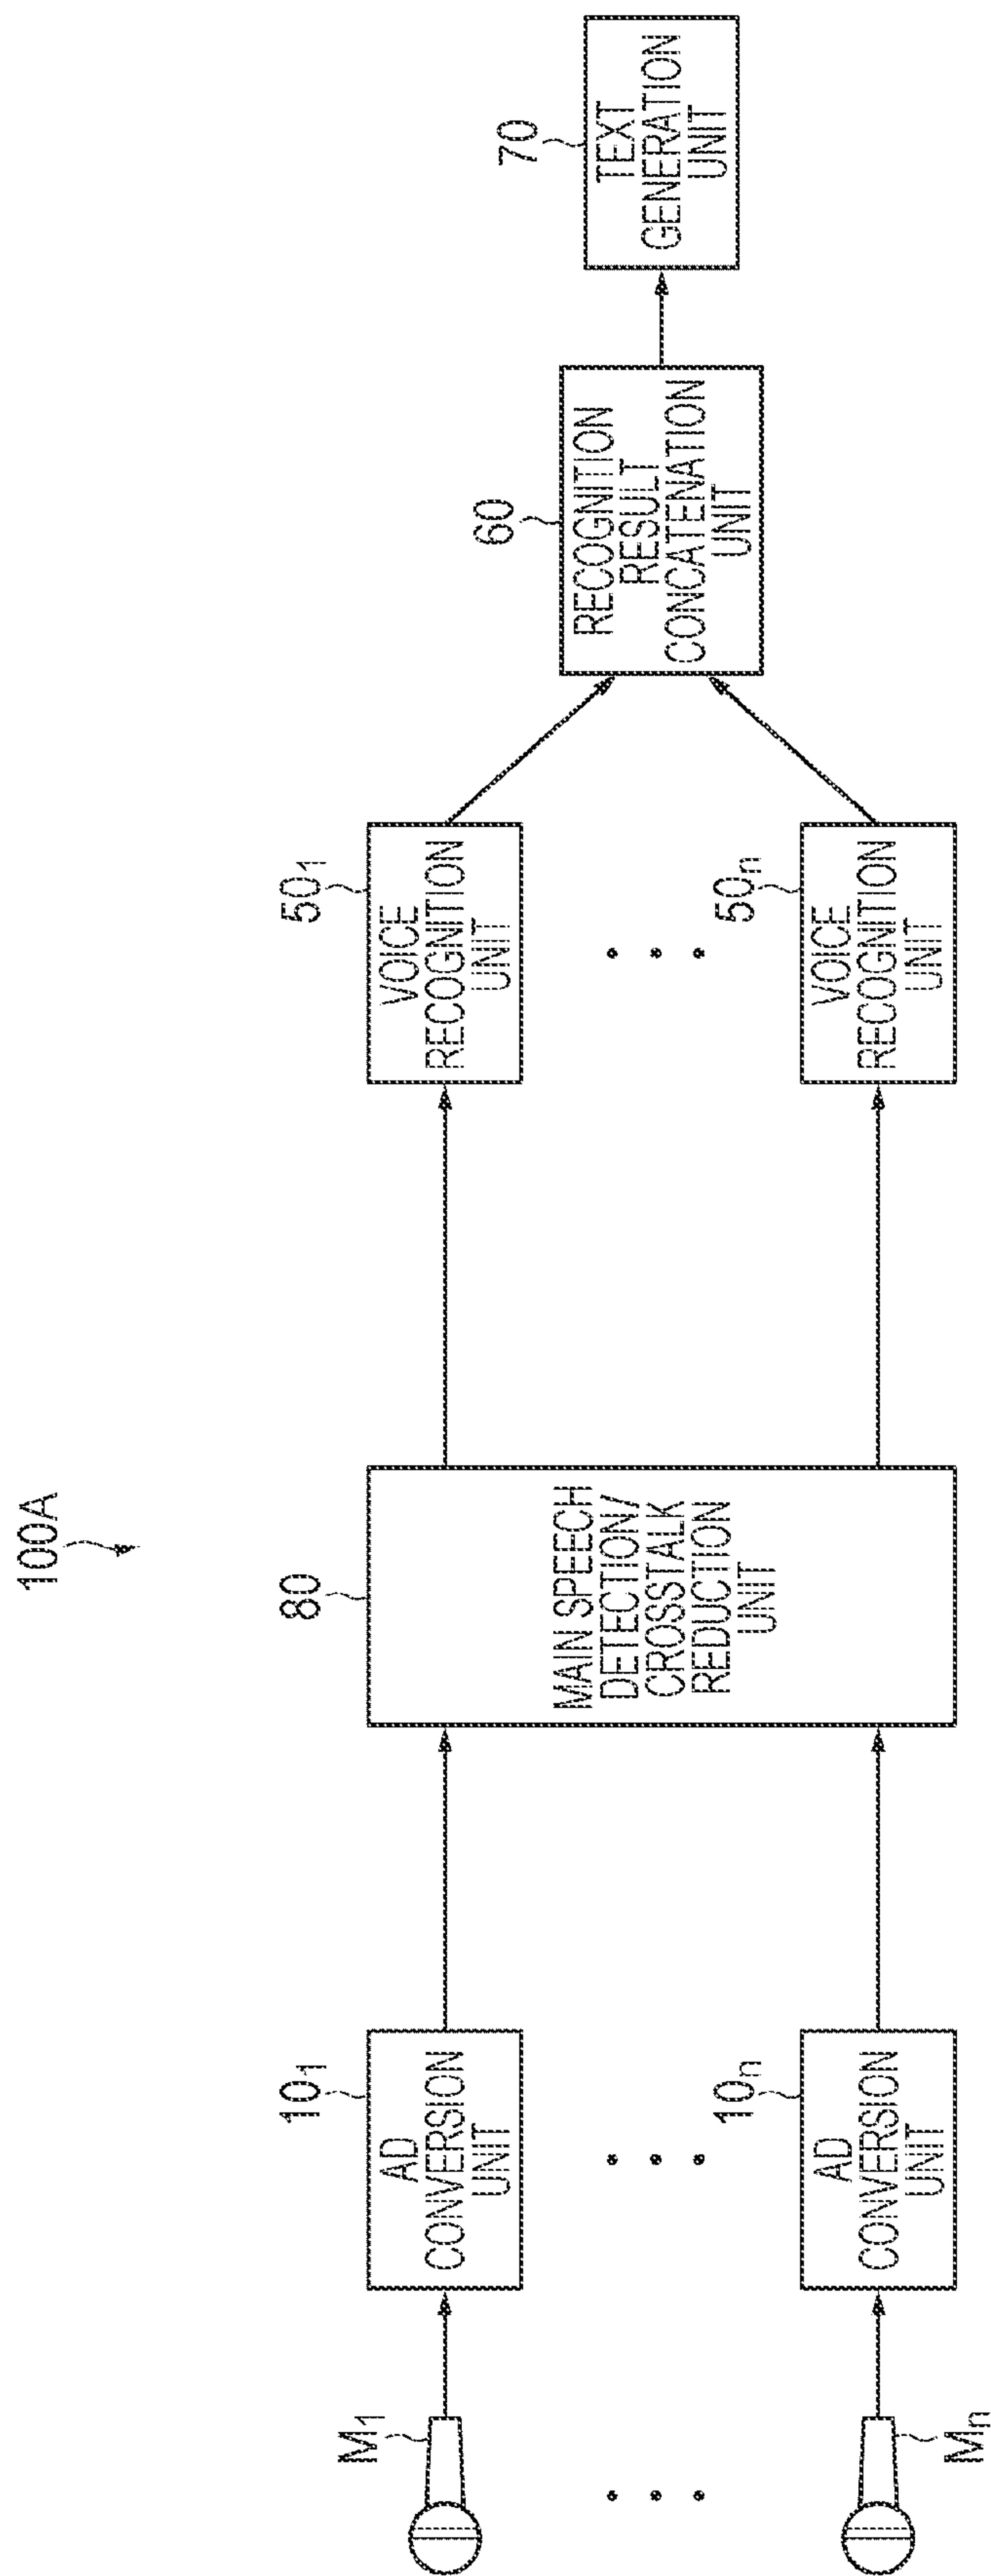 100A
M1
101
AD
CONVERSION
UNIT
80
MAIN SPEECH
DETECTION/
CROSSTALK
REDUCTION
UNIT
501
VOICE
RECOGNITION
UNIT
60
RECOGNITION
RESULT
CONCATENATION
UNIT
70
TEXT
GENERATION
UNIT
Mn
10n
AD
CONVERSION
UNIT
50n
VOICE
RECOGNITION
UNIT